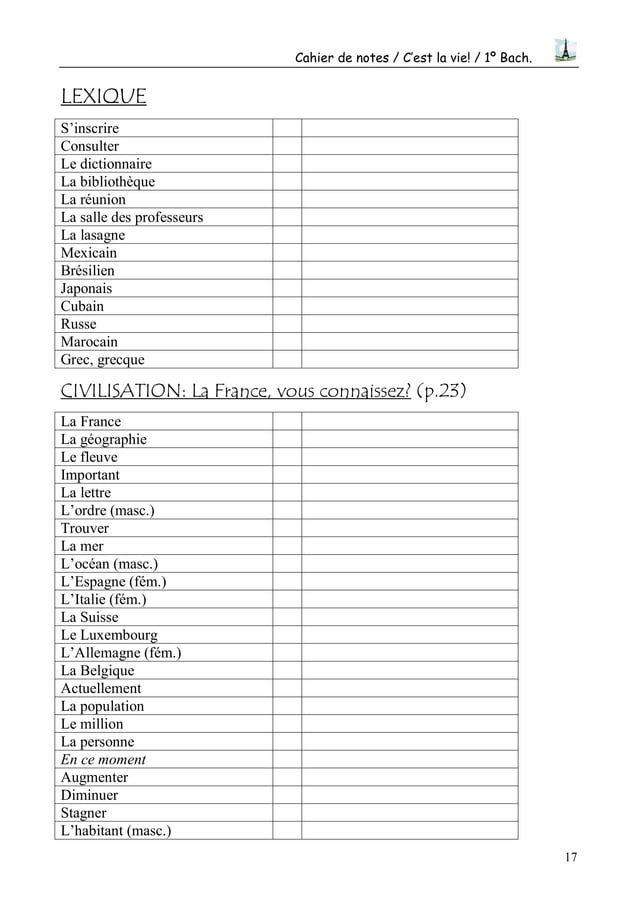 Cahier de notes / C’est la vie! / 1º Bach.
LEXIQUE
S’inscrire
Consulter
Le dictionnaire
La bibliothèque
La réunion
La salle des professeurs
La lasagne
Mexicain
Brésilien
Japonais
Cubain
Russe
Marocain
Grec, grecque
CIVILISATION: La France, vous connaissez? (p.23)
La France
La géographie
Le fleuve
Important
La lettre
L’ordre (masc.)
Trouver
La mer
L’océan (masc.)
L’Espagne (fém.)
L’Italie (fém.)
La Suisse
Le Luxembourg
L’Allemagne (fém.)
La Belgique
Actuellement
La population
Le million
La personne
En ce moment
Augmenter
Diminuer
Stagner
L’habitant (masc.)
17